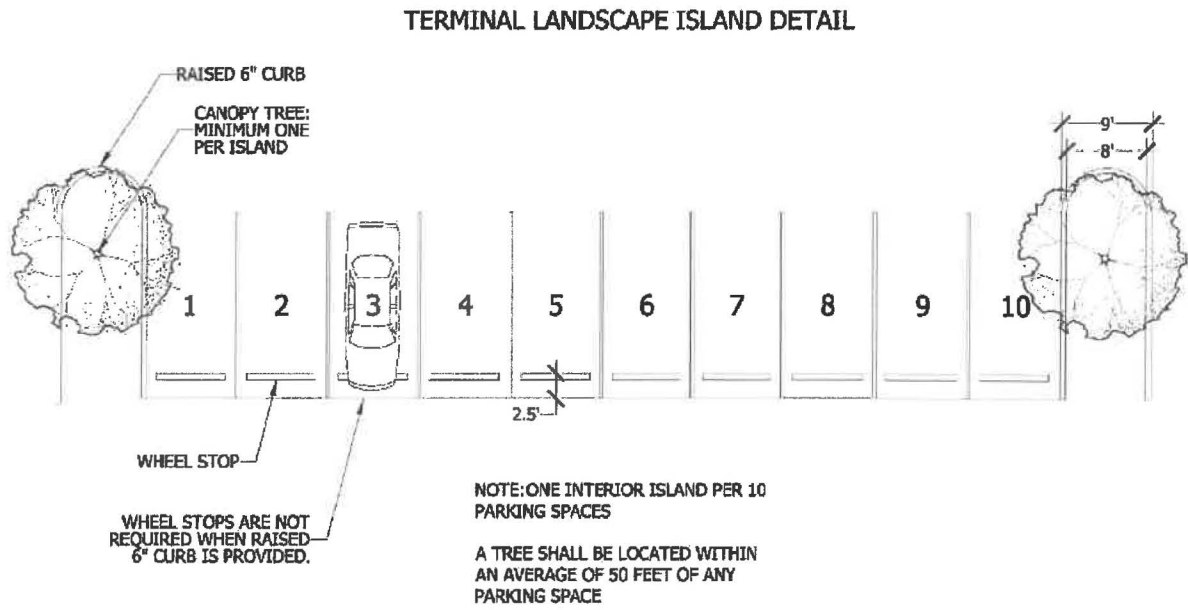 TERMINAL LANDSCAPE ISLAND DETAIL
RAISED 6" CURB
CANOPY TREE:
MINIMUM ONE
PER ISLAND
9'
8'
1 2 3 4 5 6 7 8 9 10
2.5'
WHEEL STOP
WHEEL STOPS ARE NOT
REQUIRED WHEN RAISED
6" CURB IS PROVIDED.
NOTE:ONE INTERIOR ISLAND PER 10
PARKING SPACES
A TREE SHALL BE LOCATED WITHIN
AN AVERAGE OF 50 FEET OF ANY
PARKING SPACE